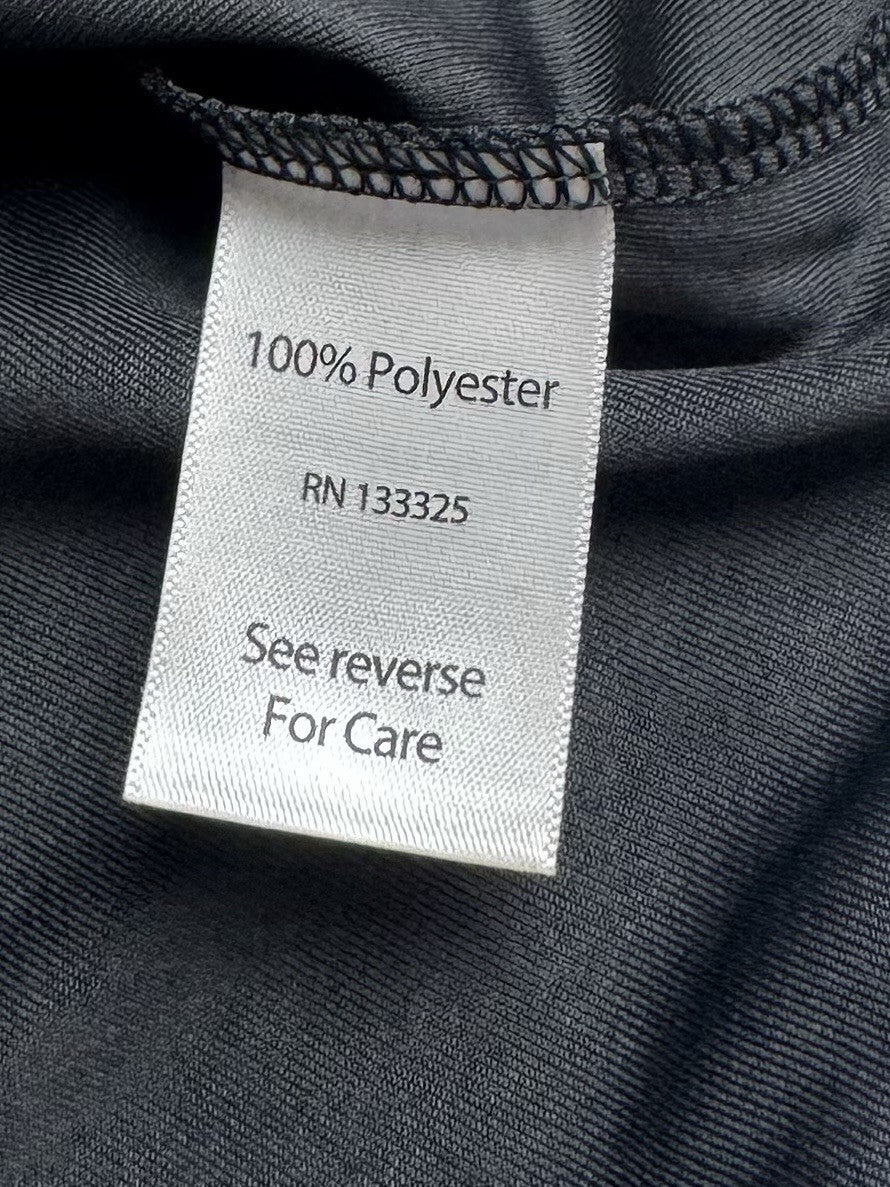 100% Polyester
RN 133325
See reverse
For Care